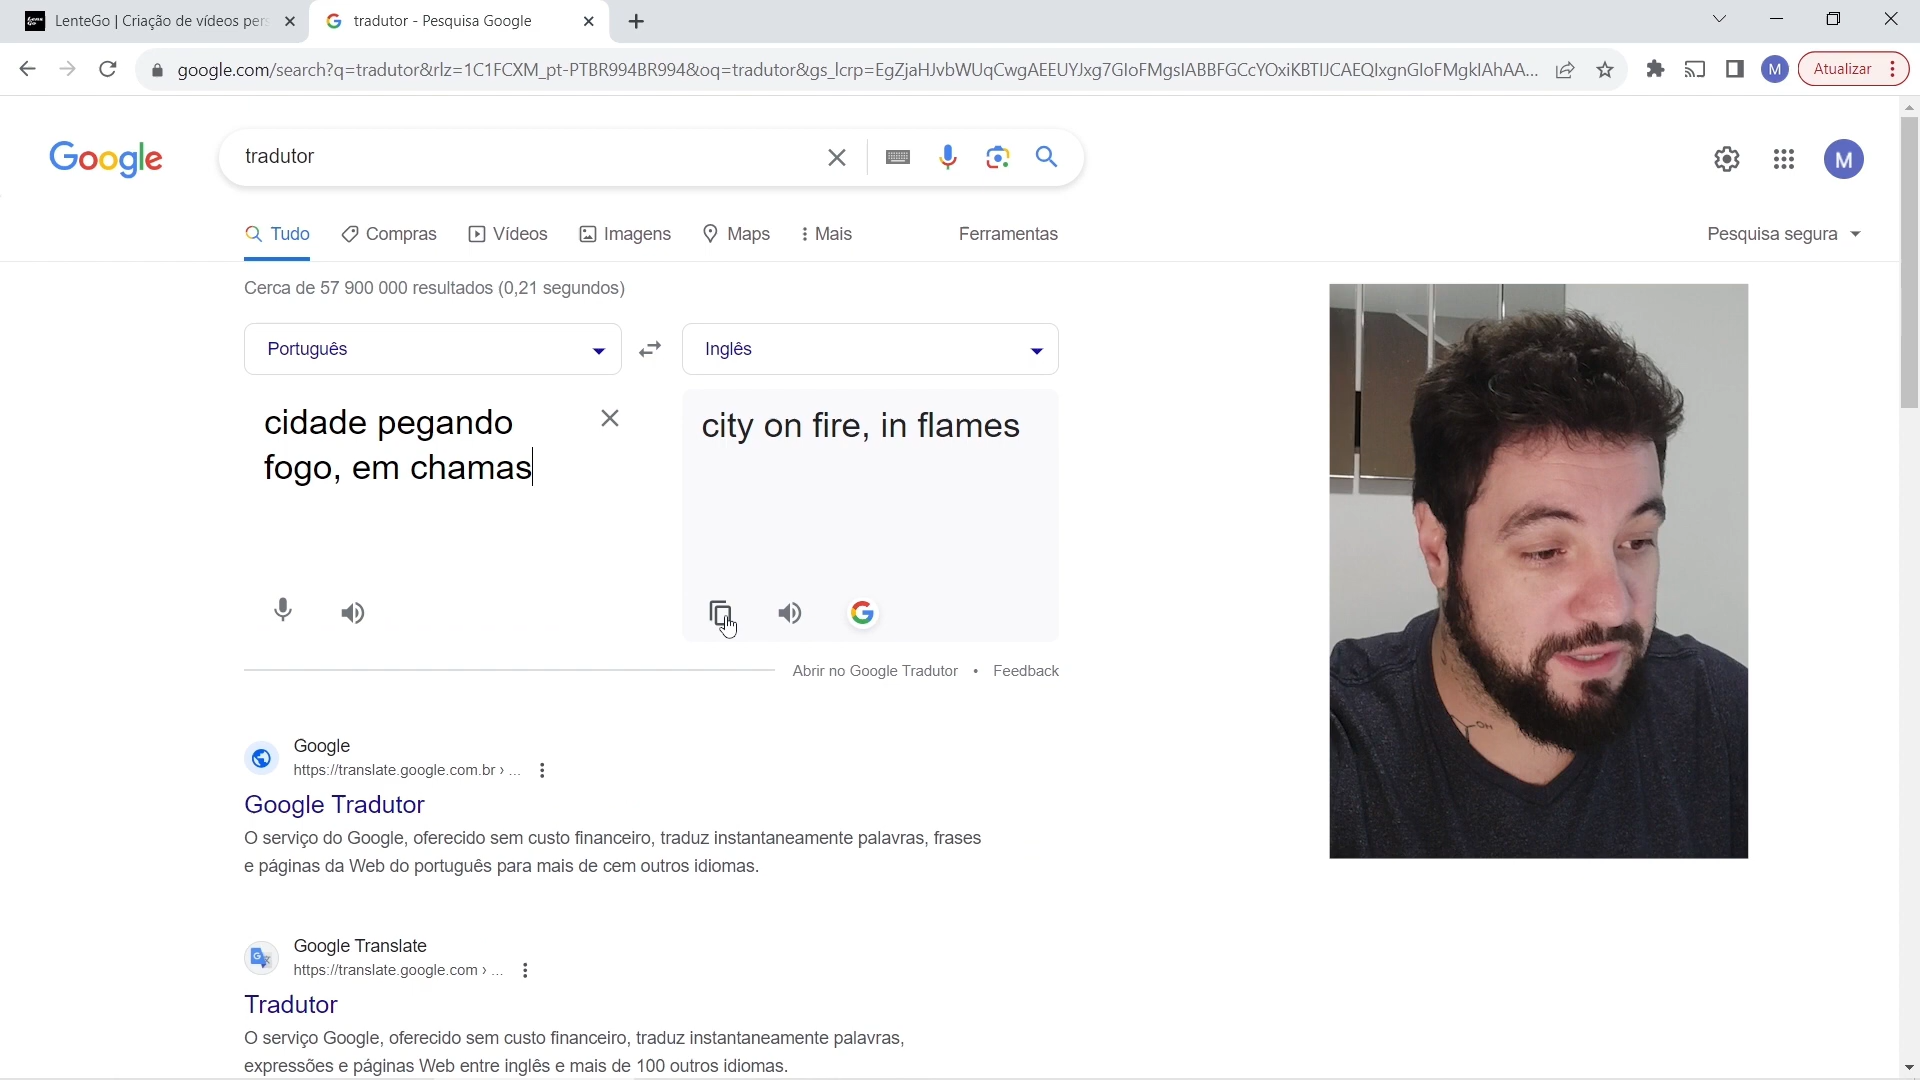 LenteGo | Criação de vídeos per
tradutor - Pesquisa Google
google.com/search?q=tradutor&rlz=1C1FCXM_pt-PTBR994BR994&oq=tradutor&gs_lcrp=EgZjaHJvbWUqCwgAEEUYJxg7GIoFMgsIABBFGCcYOxiKBTIJCAEQIxgnGIoFMgkIAhAA...
M
Atualizar
Google
tradutor
M
Tudo
Compras
Vídeos
Imagens
Maps
Mais
Ferramentas
Pesquisa segura
Cerca de 57 900 000 resultados (0,21 segundos)
Português
Inglês
cidade pegando
fogo, em chamas
city on fire, in flames
Abrir no Google Tradutor • Feedback
Google
https://translate.google.com.br › ...
Google Tradutor
O serviço do Google, oferecido sem custo financeiro, traduz instantaneamente palavras, frases
e páginas da Web do português para mais de cem outros idiomas.
Google Translate
https://translate.google.com › ...
Tradutor
O serviço Google, oferecido sem custo financeiro, traduz instantaneamente palavras,
expressões e páginas Web entre inglês e mais de 100 outros idiomas.